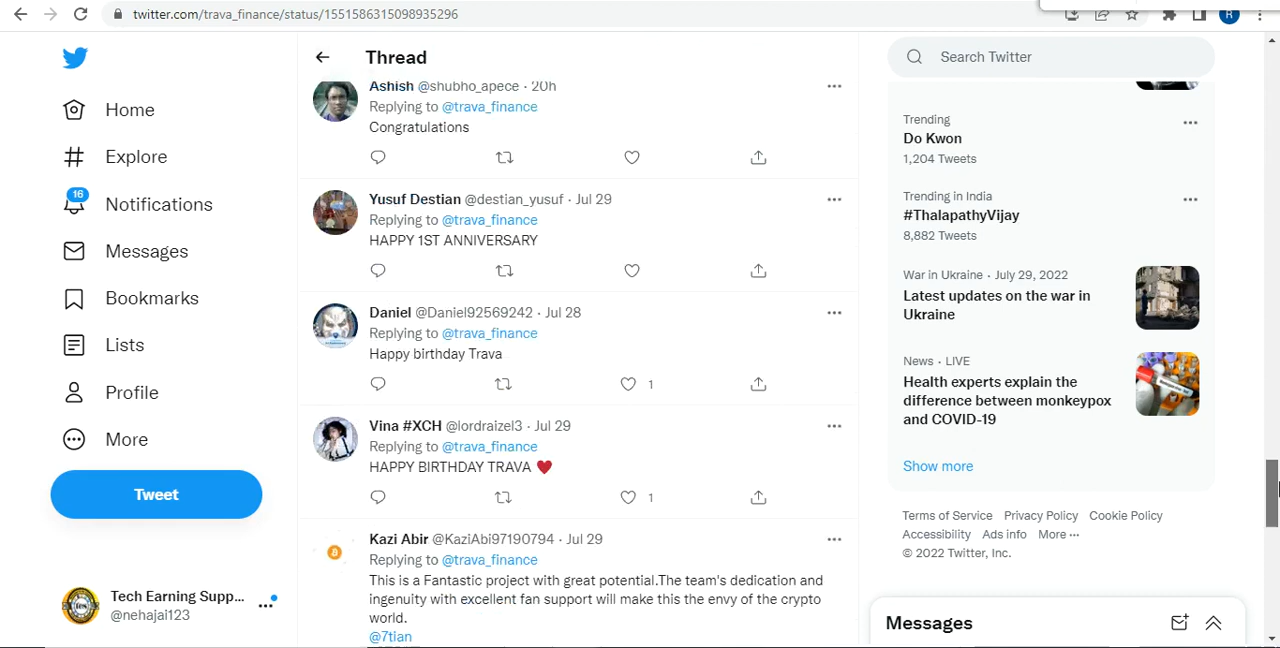 twitter.com/trava_finance/status/1551586315098935296
R
Home
Explore
16
Notifications
Messages
Bookmarks
Lists
Profile
More
Tweet
Tech Earning Supp...
@nehajai123
Thread
Ashish @shubho_apece · 20h
Replying to @trava_finance
Congratulations
Yusuf Destian @destian_yusuf · Jul 29
Replying to @trava_finance
HAPPY 1ST ANNIVERSARY
Daniel @Daniel92569242 · Jul 28
Replying to @trava_finance
Happy birthday Trava
1
Vina #XCH @lordraizel3 · Jul 29
Replying to @trava_finance
HAPPY BIRTHDAY TRAVA ❤️
1
Kazi Abir @KaziAbi97190794 · Jul 29
Replying to @trava_finance
This is a Fantastic project with great potential.The team's dedication and
ingenuity with excellent fan support will make this the envy of the crypto
world.
@7tian
Search Twitter
Trending
Do Kwon
1,204 Tweets
Trending in India
#ThalapathyVijay
8,882 Tweets
War in Ukraine · July 29, 2022
Latest updates on the war in
Ukraine
News · LIVE
Health experts explain the
difference between monkeypox
and COVID-19
Show more
Terms of Service Privacy Policy Cookie Policy
Accessibility Ads info More ···
© 2022 Twitter, Inc.
Messages